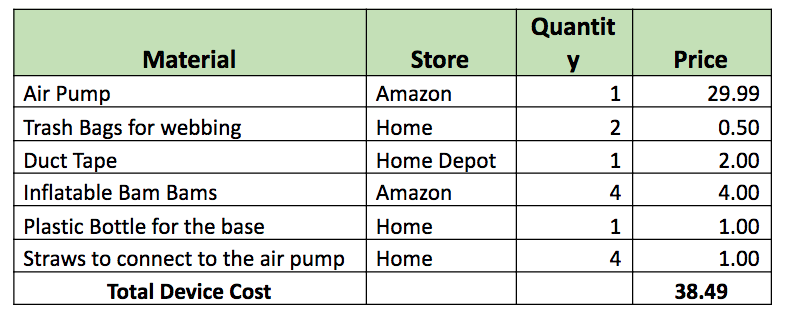 Material Store Quantit
y Price
Air Pump Amazon 1 29.99
Trash Bags for webbing Home 2 0.50
Duct Tape Home Depot 1 2.00
Inflatable Bam Bams Amazon 4 4.00
Plastic Bottle for the base Home 1 1.00
Straws to connect to the air pump Home 4 1.00
Total Device Cost 38.49